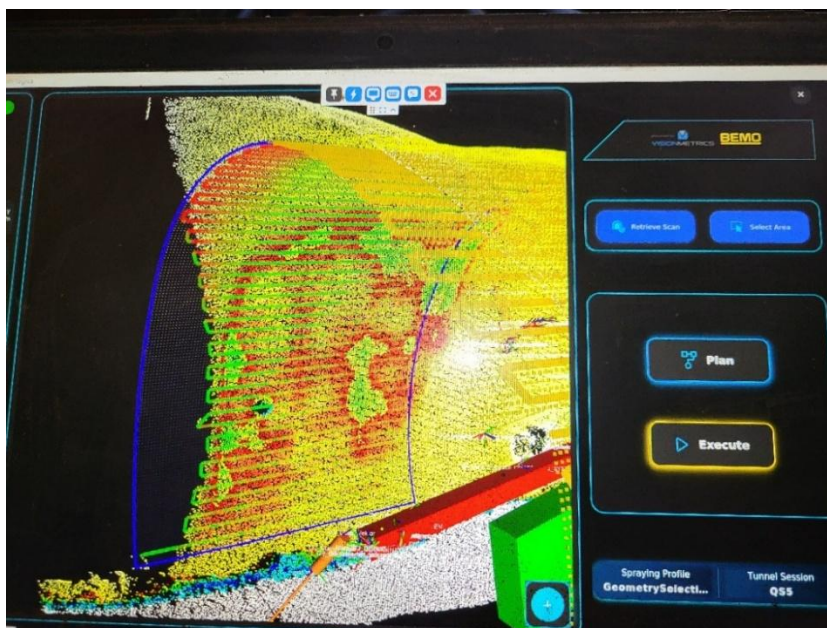 VISIONMETRICS BEMO
Retrieve Scan
Select Area
Plan
Execute
Spraying Profile
GeometrySelecti...
Tunnel Session
QS5